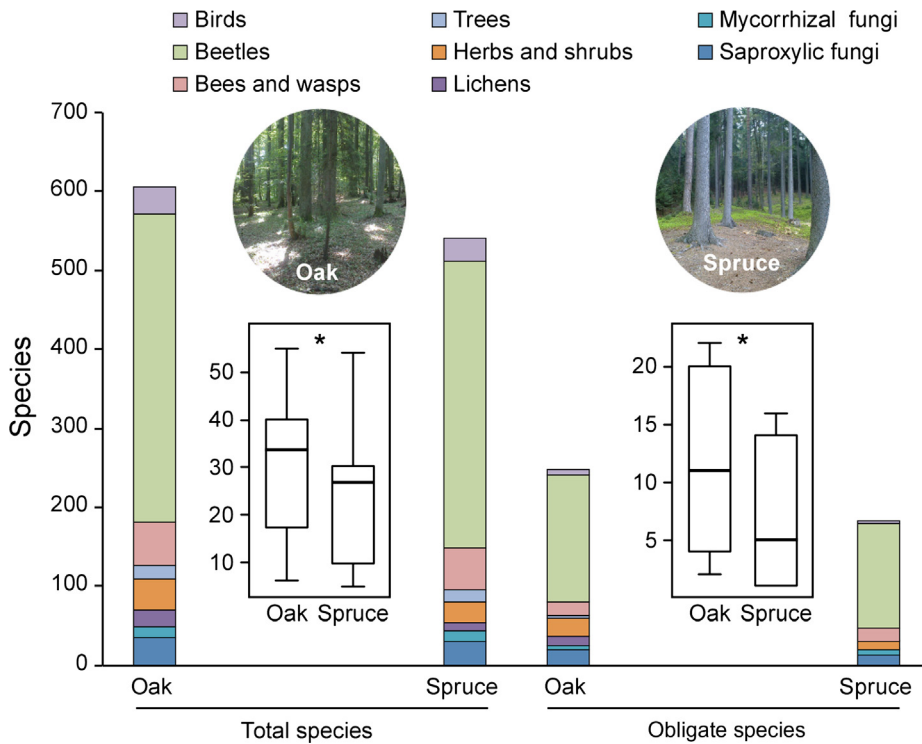 Birds
Trees
Mycorrhizal fungi
Beetles
Herbs and shrubs
Saproxylic fungi
Bees and wasps
Lichens
Species
700
600
500
400
300
200
100
0
Oak
Spruce
*
50
40
30
20
10
Oak Spruce
*
20
15
10
5
Oak Spruce
Oak
Spruce
Oak
Spruce
Total species
Obligate species